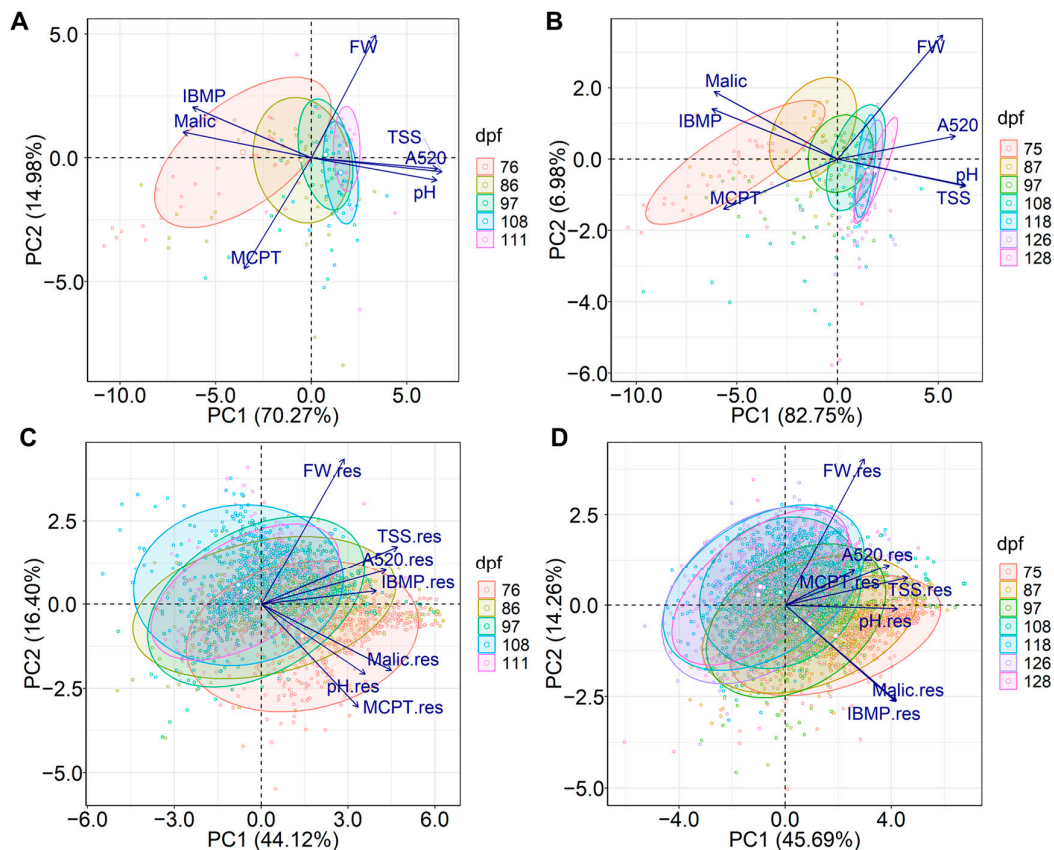 A
5.0
0.0
−5.0
PC2 (14.98%)
FW
IBMP
Malic
TSS
A520
pH
MCPT
−10.0
−5.0
0.0
5.0
PC1 (70.27%)
dpf
76
86
97
108
111
B
2.0
0.0
−2.0
−4.0
−6.0
PC2 (6.98%)
FW
Malic
IBMP
A520
pH
TSS
MCPT
−10.0
−5.0
0.0
5.0
PC1 (82.75%)
dpf
75
87
97
108
118
126
128
C
2.5
0.0
−2.5
−5.0
PC2 (16.40%)
FW.res
TSS.res
A520.res
IBMP.res
Malic.res
pH.res
MCPT.res
−6.0
−3.0
0.0
3.0
6.0
PC1 (44.12%)
dpf
76
86
97
108
111
D
2.5
0.0
−2.5
−5.0
PC2 (14.26%)
FW.res
A520.res
MCPT.res
TSS.res
pH.res
Malic.res
IBMP.res
−4.0
0.0
4.0
PC1 (45.69%)
dpf
75
87
97
108
118
126
128